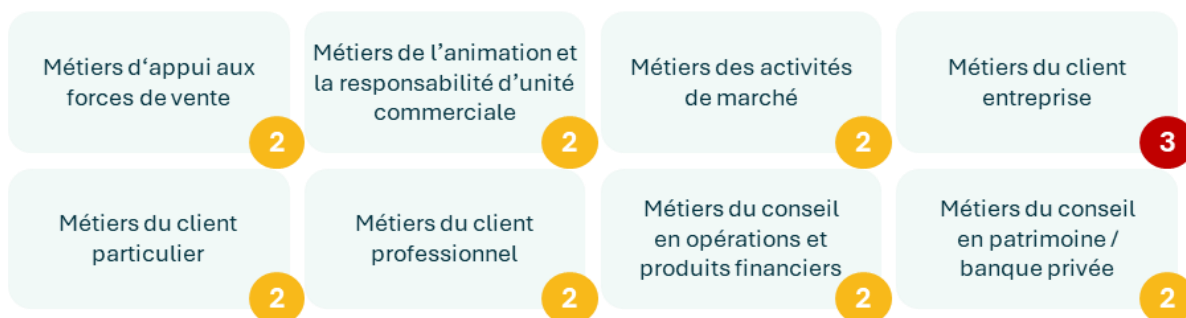 Métiers d‘appui aux
forces de vente
2
Métiers de l’animation et
la responsabilité d’unité
commerciale
2
Métiers des activités
de marché
2
Métiers du client
entreprise
3
Métiers du client
particulier
2
Métiers du client
professionnel
2
Métiers du conseil
en opérations et
produits financiers
2
Métiers du conseil
en patrimoine /
banque privée
2